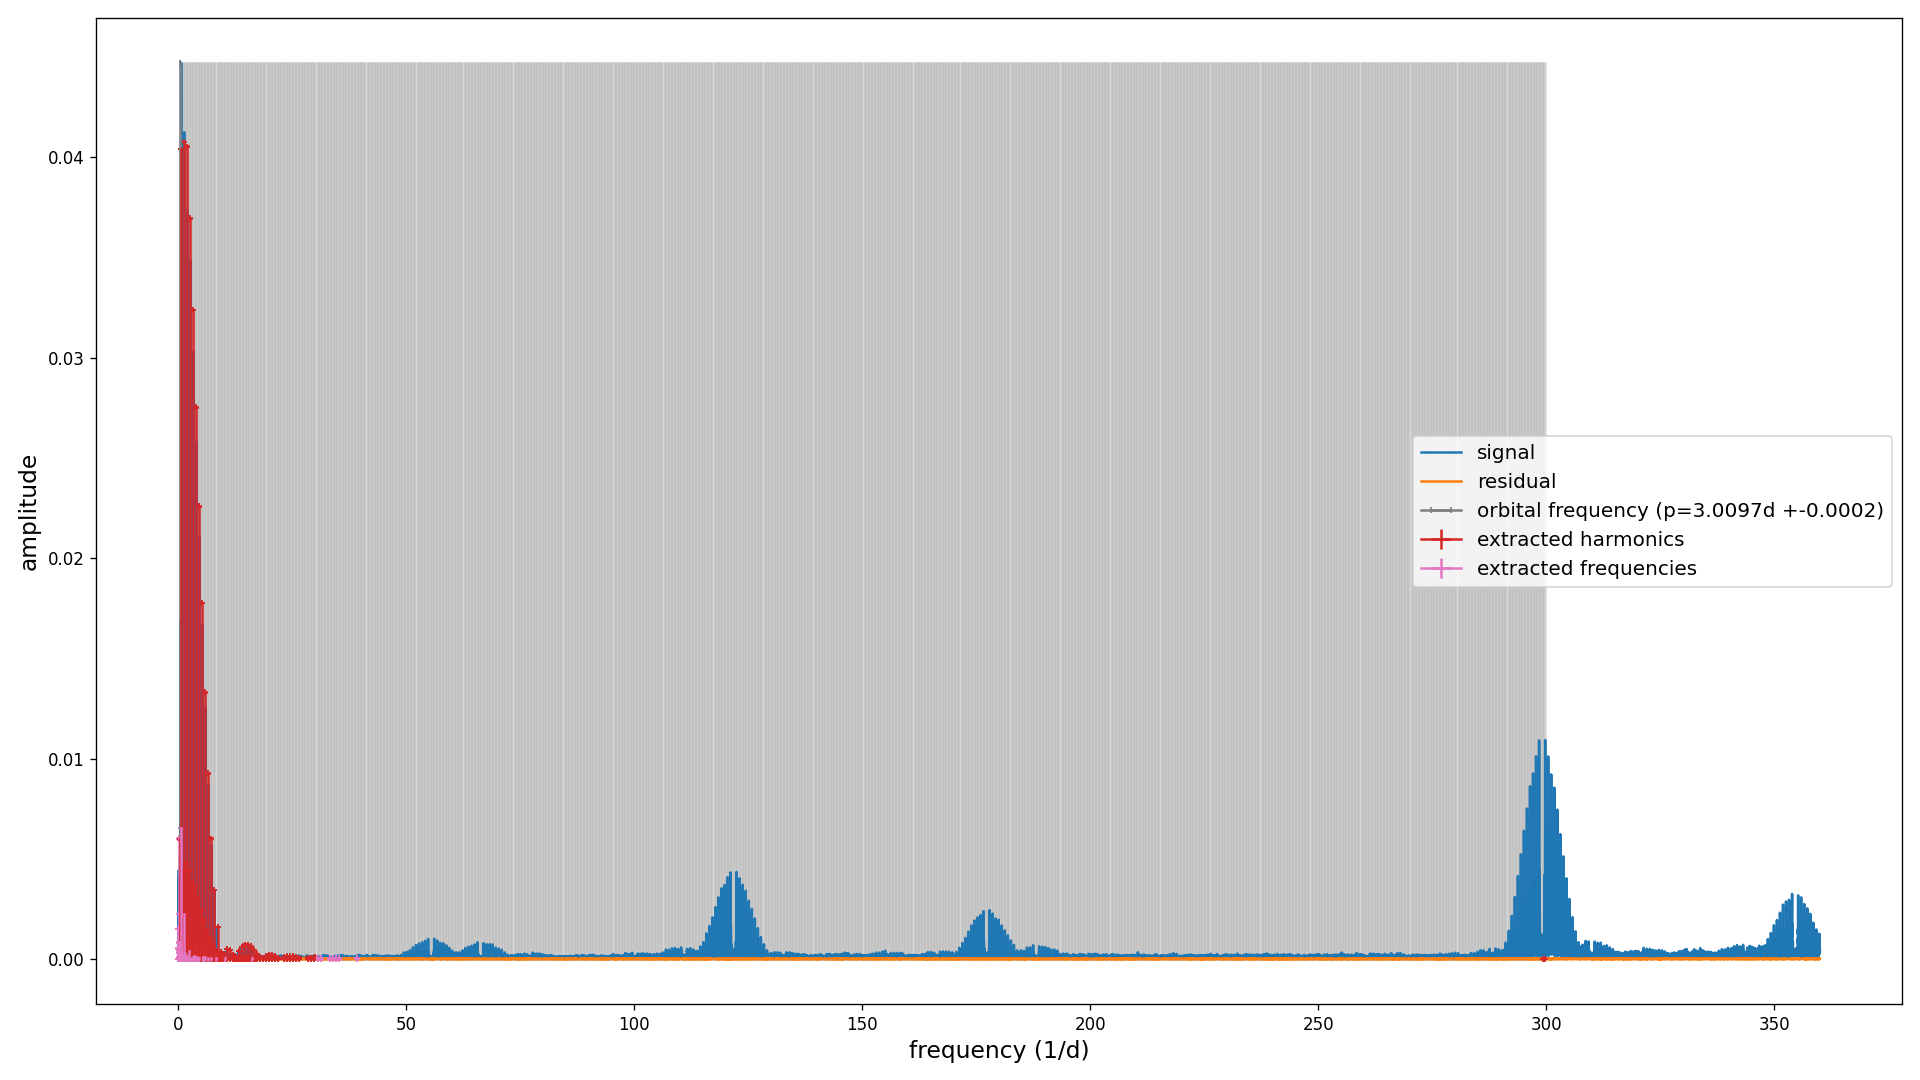 0.04
0.03
0.02
0.01
0.00
amplitude
signal
residual
orbital frequency (p=3.0097d +-0.0002)
extracted harmonics
extracted frequencies
0 50 100 150 200 250 300 350
frequency (1/d)